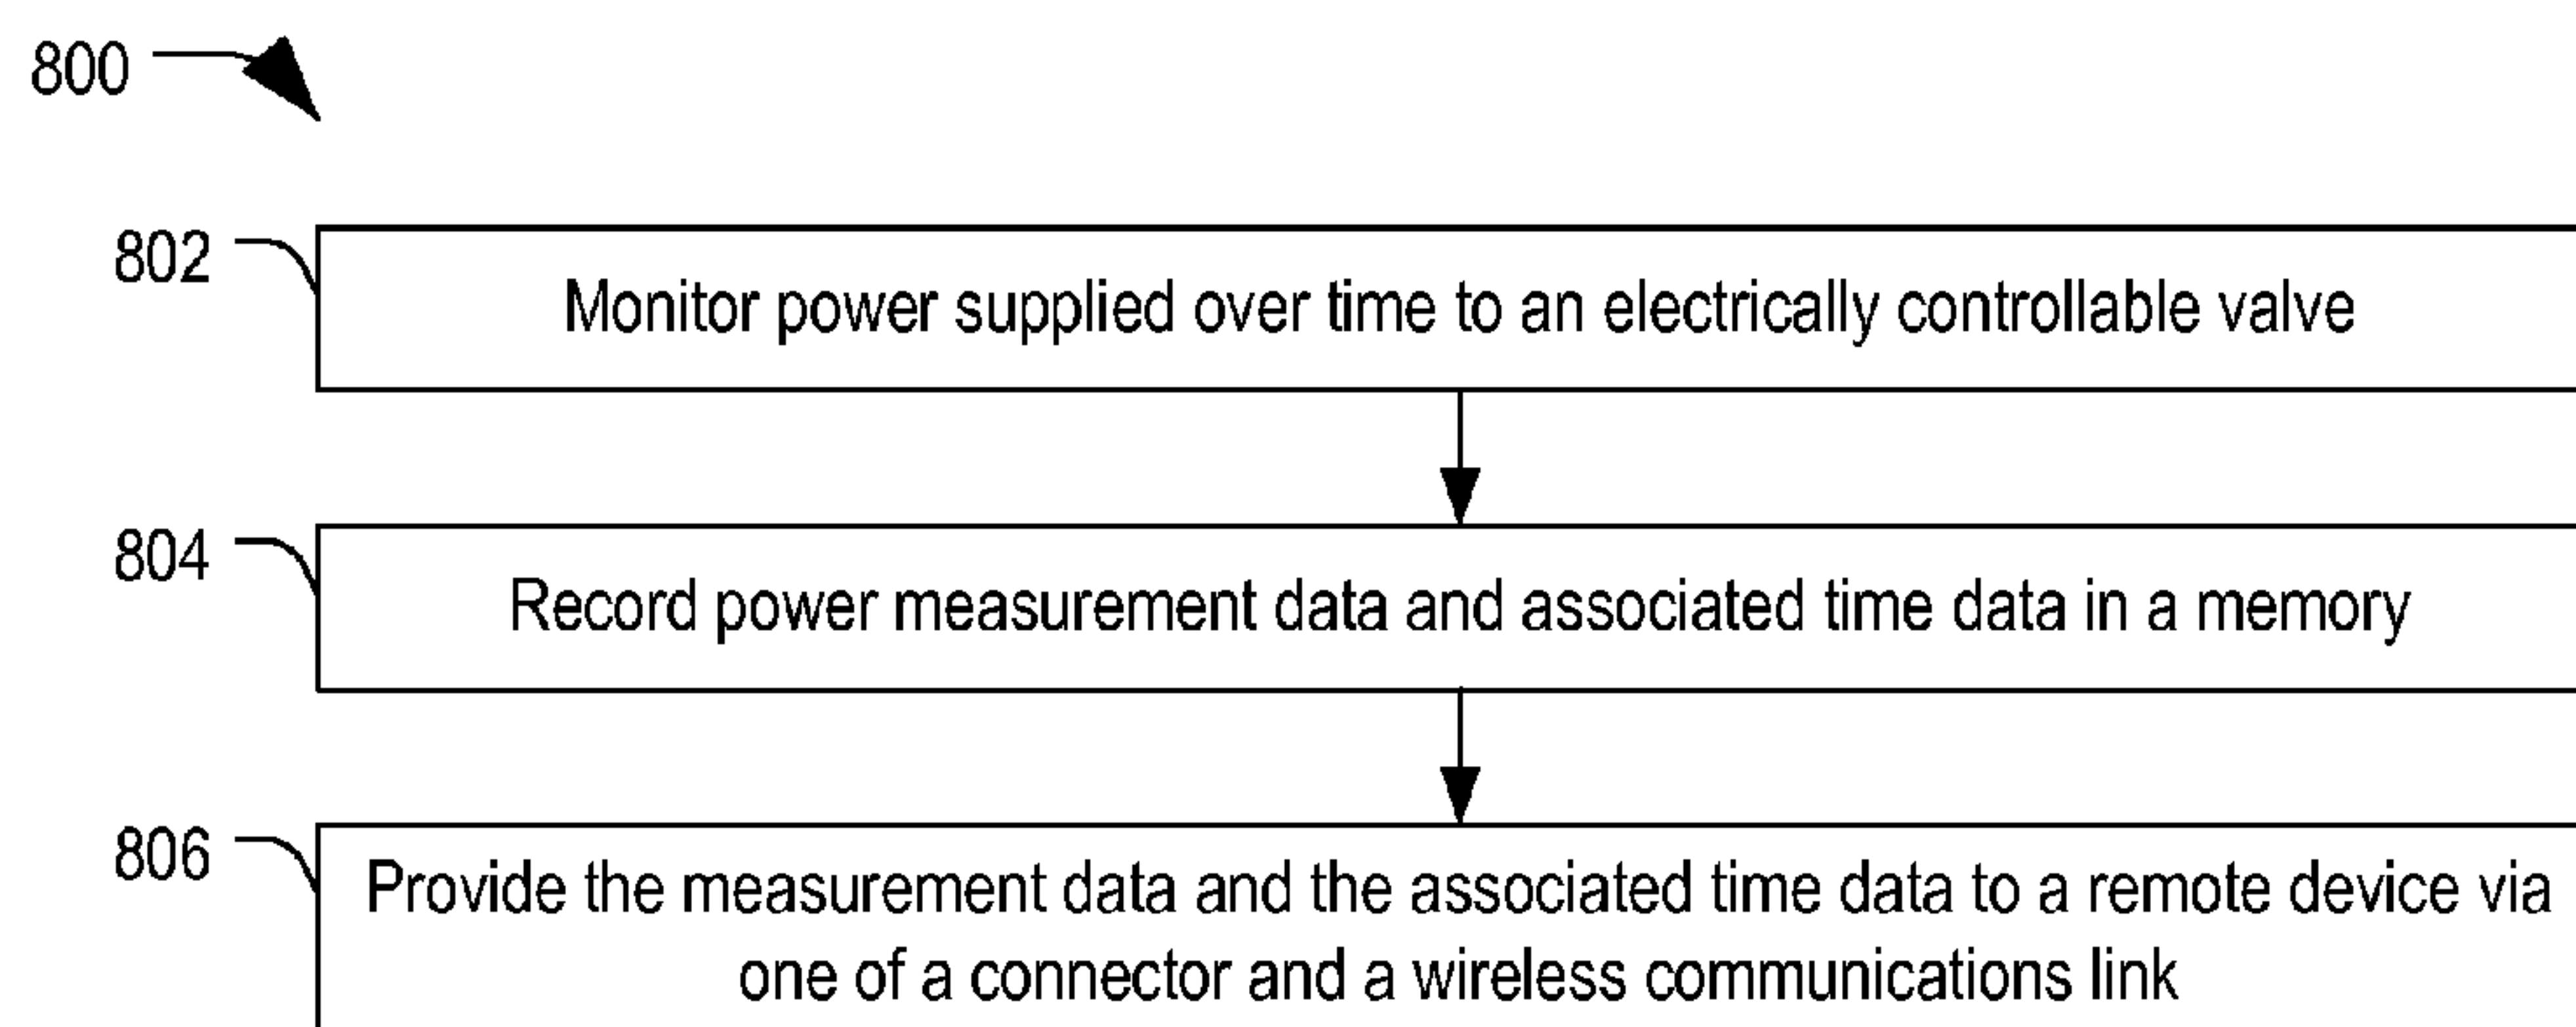 800
802
Monitor power supplied over time to an electrically controllable valve
804
Record power measurement data and associated time data in a memory
806
Provide the measurement data and the associated time data to a remote device via
one of a connector and a wireless communications link